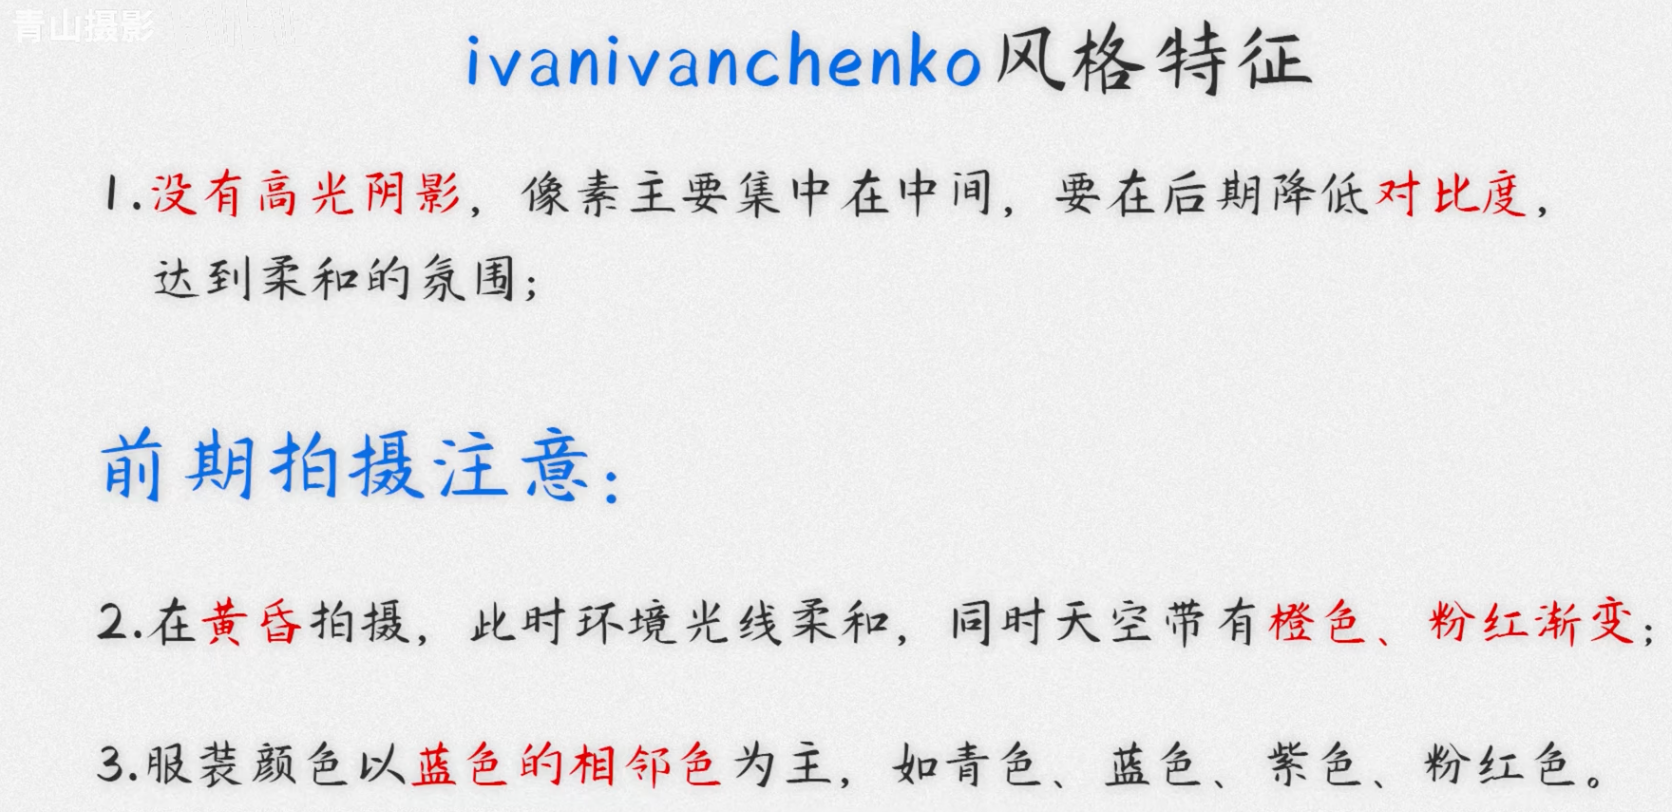 青山摄影
ivanivanchenko风格特征
1.没有高光阴影，像素主要集中在中间，要在后期降低对比度，
达到柔和的氛围；
前期拍摄注意：
2.在黄昏拍摄，此时环境光线柔和，同时天空带有橙色、粉红渐变；
3.服装颜色以蓝色的相邻色为主，如青色、蓝色、紫色、粉红色。